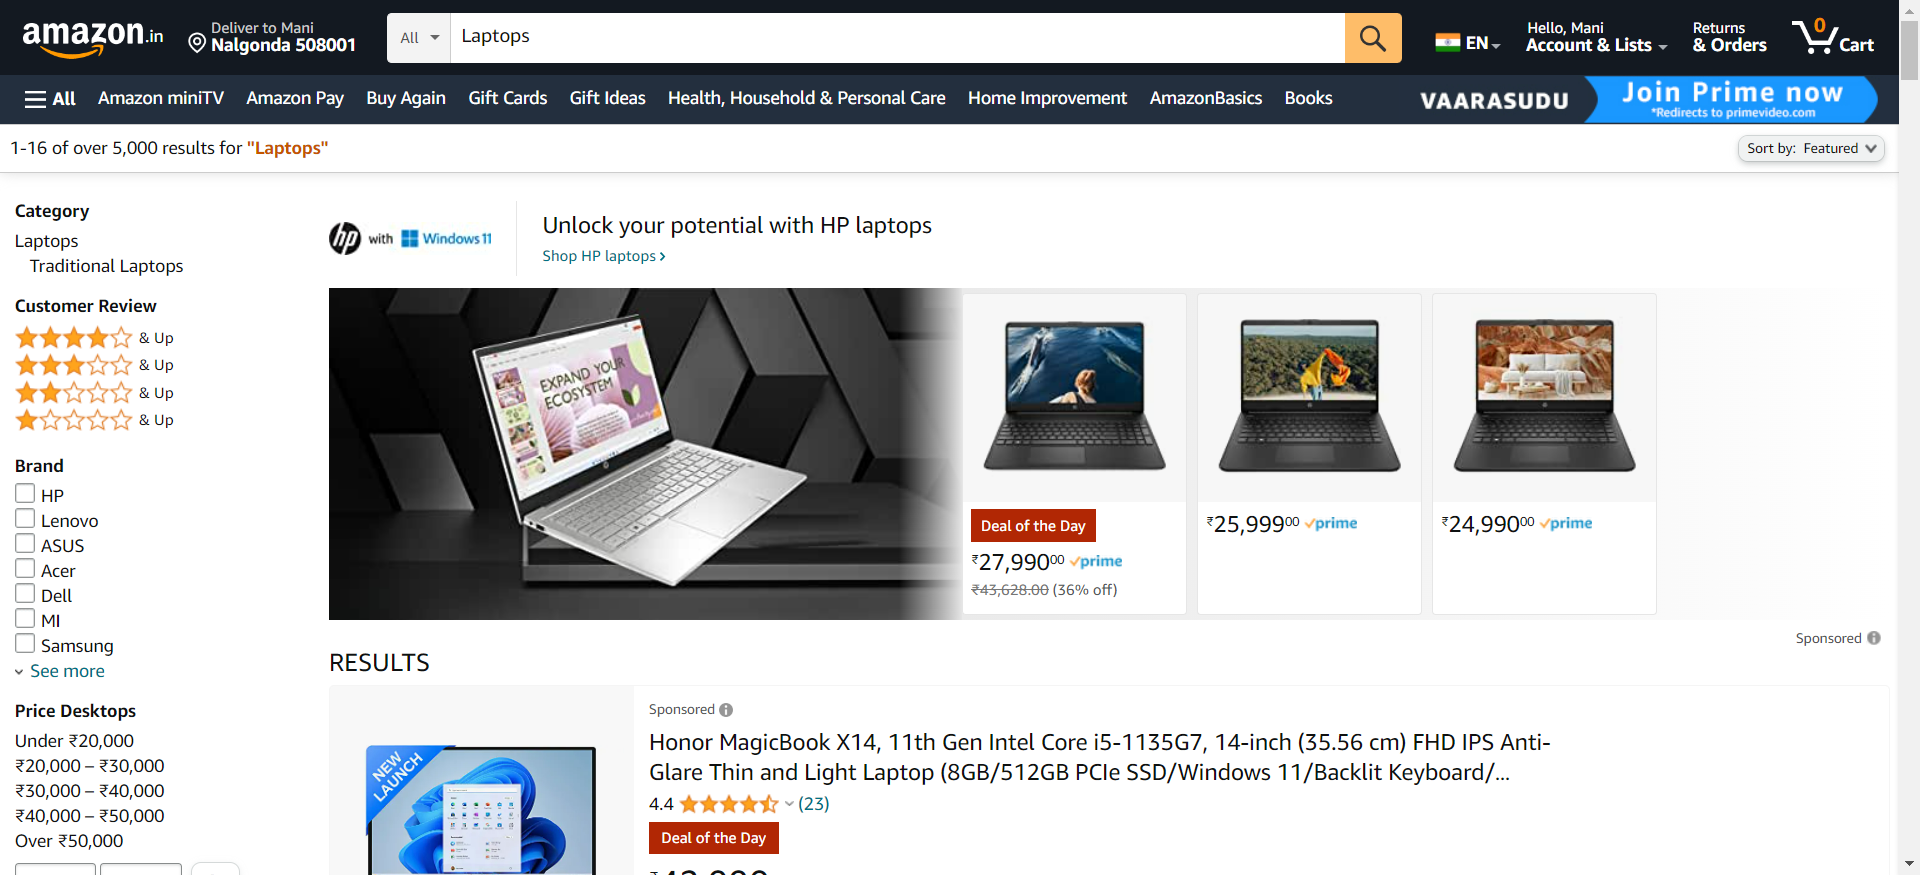 amazon.in
Deliver to Mani
Nalgonda 508001
All
Laptops
EN
Hello, Mani
Account & Lists
Returns
& Orders
0
Cart
All
Amazon miniTV
Amazon Pay
Buy Again
Gift Cards
Gift Ideas
Health, Household & Personal Care
Home Improvement
AmazonBasics
Books
VAARASUDU
Join Prime now
*Redirects to primevideo.com
1-16 of over 5,000 results for "Laptops"
Sort by: Featured
Category
Laptops
Traditional Laptops
Customer Review
& Up
& Up
& Up
& Up
Brand
HP
Lenovo
ASUS
Acer
Dell
MI
Samsung
See more
Price Desktops
Under ₹20,000
₹20,000 – ₹30,000
₹30,000 – ₹40,000
₹40,000 – ₹50,000
Over ₹50,000
hp with Windows 11
Unlock your potential with HP laptops
Shop HP laptops ›
EXPAND YOUR
ECOSYSTEM
Deal of the Day
₹27,99000 prime
₹43,628.00 (36% off)
₹25,99900 prime
₹24,99000 prime
Sponsored
RESULTS
NEW
LAUNCH
Sponsored
Honor MagicBook X14, 11th Gen Intel Core i5-1135G7, 14-inch (35.56 cm) FHD IPS Anti-
Glare Thin and Light Laptop (8GB/512GB PCIe SSD/Windows 11/Backlit Keyboard/...
4.4 (23)
Deal of the Day